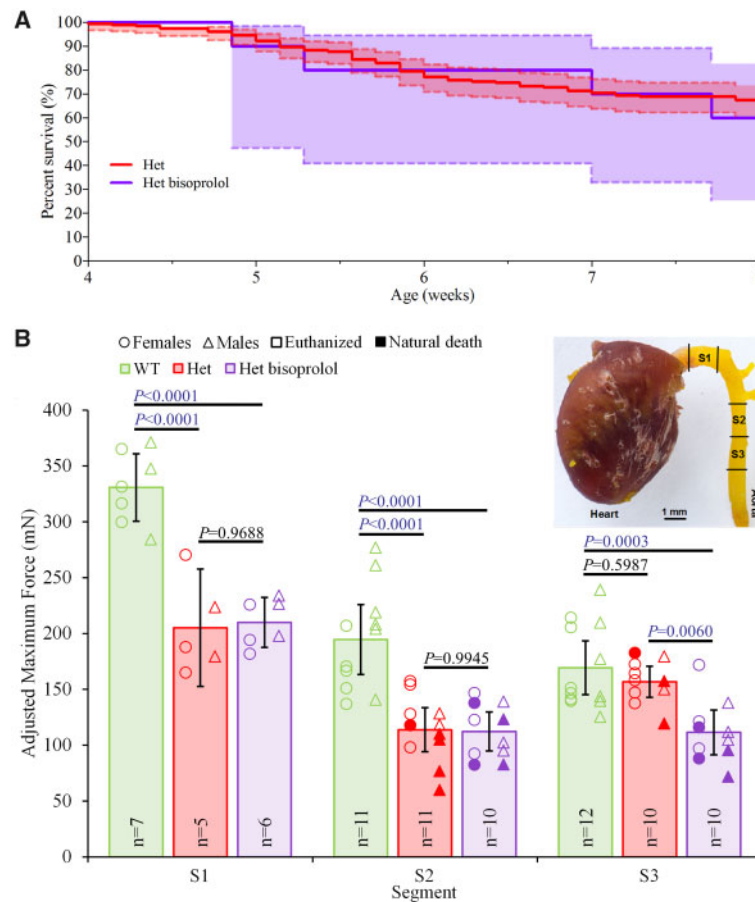 A
100
90
80
70
60
50
40
30
20
10
0
Percent survival (%)
Het
Het bisoprolol
4
5
6
7
Age (weeks)
B
Females
Males
Euthanized
Natural death
WT
Het
Het bisoprolol
S1
S2
S3
Heart
1 mm
Adjusted Maximum Force (mN)
400
350
300
250
200
150
100
50
0
P<0.0001
P<0.0001
P=0.9688
P<0.0001
P<0.0001
P=0.9945
P=0.0003
P=0.5987
P=0.0060
n=7
n=5
n=6
n=11
n=11
n=10
n=12
n=10
n=10
S1
S2
S3
Segment